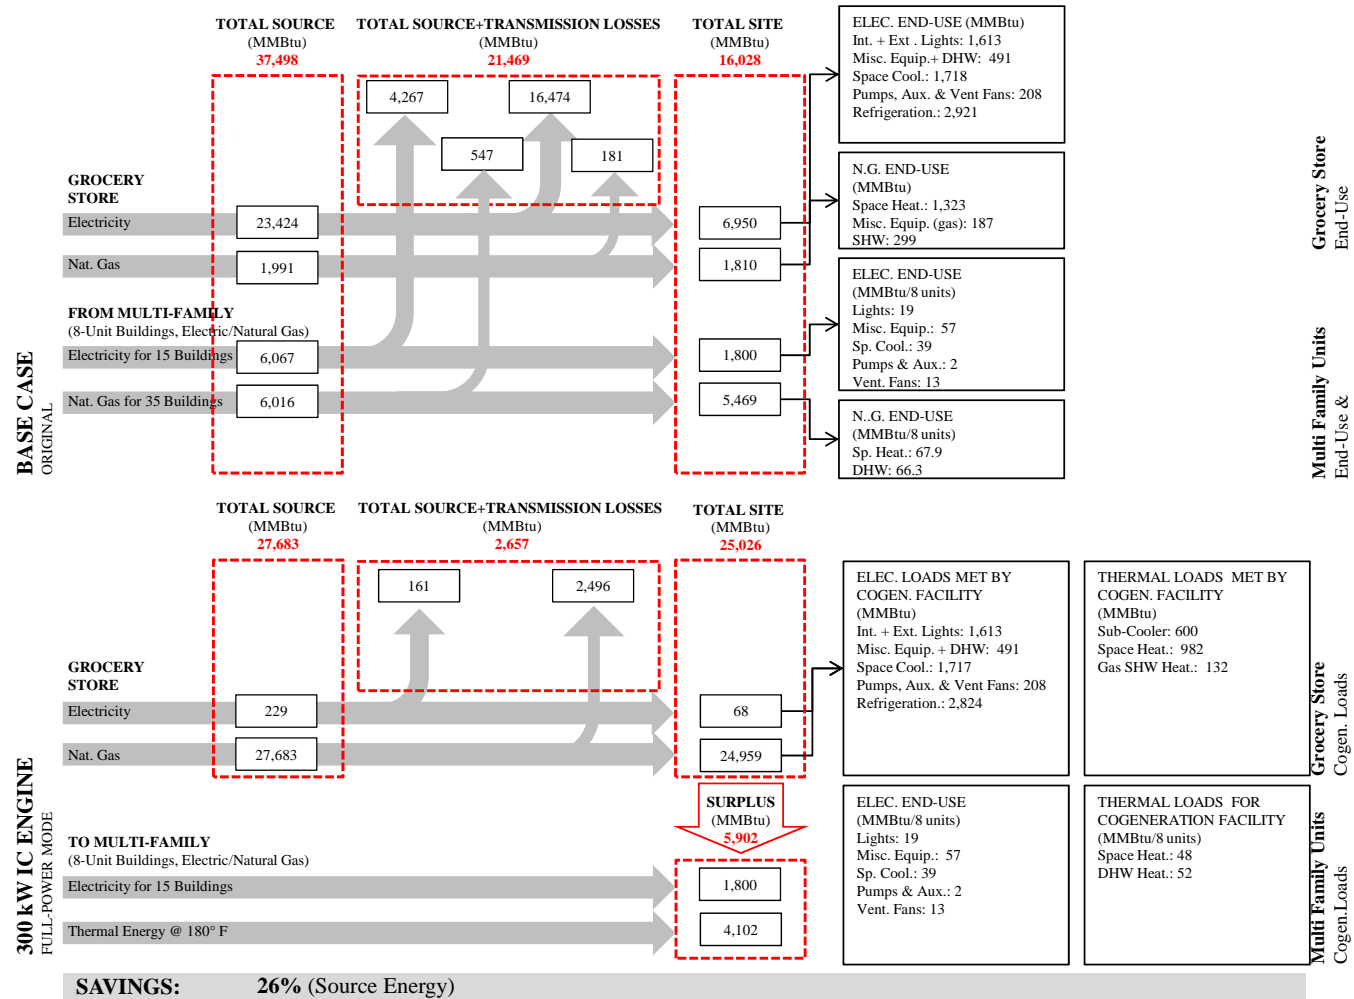 TOTAL SOURCE
(MMBtu)
37,498
TOTAL SOURCE+TRANSMISSION LOSSES
(MMBtu)
21,469
TOTAL SITE
(MMBtu)
16,028
4,267
16,474
547
181
GROCERY
STORE
Electricity
23,424
6,950
Nat. Gas
1,991
1,810
FROM MULTI-FAMILY
(8-Unit Buildings, Electric/Natural Gas)
Electricity for 15 Buildings
6,067
1,800
Nat. Gas for 35 Buildings
6,016
5,469
BASE CASE
ORIGINAL
ELEC. END-USE (MMBtu)
Int. + Ext . Lights: 1,613
Misc. Equip.+ DHW:  491
Space Cool.: 1,718
Pumps, Aux. & Vent Fans: 208
Refrigeration.: 2,921
N.G. END-USE
(MMBtu)
Space Heat.: 1,323
Misc. Equip. (gas): 187
SHW: 299
ELEC. END-USE
(MMBtu/8 units)
Lights: 19
Misc. Equip.:  57
Sp. Cool.: 39
Pumps & Aux.: 2
Vent. Fans: 13
N..G. END-USE
(MMBtu/8 units)
Sp. Heat.: 67.9
DHW: 66.3
Grocery Store
End-Use
Multi Family Units
End-Use &
TOTAL SOURCE
(MMBtu)
27,683
TOTAL SOURCE+TRANSMISSION LOSSES
(MMBtu)
2,657
TOTAL SITE
(MMBtu)
25,026
161
2,496
GROCERY
STORE
Electricity
229
68
Nat. Gas
27,683
24,959
SURPLUS
(MMBtu)
5,902
TO MULTI-FAMILY
(8-Unit Buildings, Electric/Natural Gas)
Electricity for 15 Buildings
1,800
Thermal Energy @ 180° F
4,102
300 kW IC ENGINE
FULL-POWER MODE
ELEC. LOADS MET BY
COGEN. FACILITY
(MMBtu)
Int. + Ext. Lights: 1,613
Misc. Equip. + DHW:  491
Space Cool.: 1,717
Pumps, Aux. & Vent Fans: 208
Refrigeration.: 2,824
THERMAL LOADS  MET BY
COGEN. FACILITY
(MMBtu)
Sub-Cooler: 600
Space Heat.: 982
Gas SHW Heat.:  132
ELEC. END-USE
(MMBtu/8 units)
Lights: 19
Misc. Equip.:  57
Sp. Cool.: 39
Pumps & Aux.: 2
Vent. Fans: 13
THERMAL LOADS  FOR
COGENERATION FACILITY
(MMBtu/8 units)
Space Heat.: 48
DHW Heat.: 52
Grocery Store
Cogen. Loads
Multi Family Units
Cogen.Loads
SAVINGS: 26% (Source Energy)